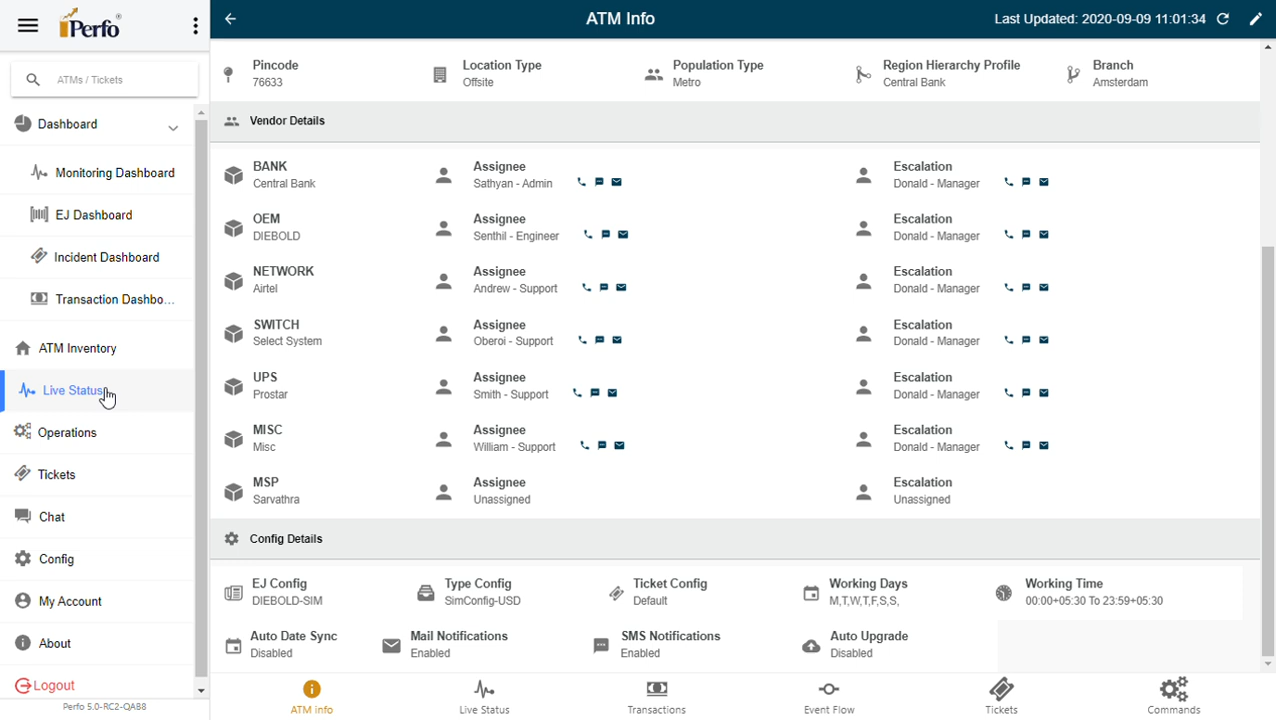 iPerfo®
ATM Info
Last Updated: 2020-09-09 11:01:34
ATMs / Tickets
Dashboard
Monitoring Dashboard
EJ Dashboard
Incident Dashboard
Transaction Dashbo...
ATM Inventory
Live Status
Operations
Tickets
Chat
Config
My Account
About
Logout
Perfo 5.0-RC2-QAB8
Pincode
76633
Location Type
Offsite
Population Type
Metro
Region Hierarchy Profile
Central Bank
Branch
Amsterdam
Vendor Details
BANK
Central Bank
Assignee
Sathyan - Admin
Escalation
Donald - Manager
OEM
DIEBOLD
Assignee
Senthil - Engineer
Escalation
Donald - Manager
NETWORK
Airtel
Assignee
Andrew - Support
Escalation
Donald - Manager
SWITCH
Select System
Assignee
Oberoi - Support
Escalation
Donald - Manager
UPS
Prostar
Assignee
Smith - Support
Escalation
Donald - Manager
MISC
Misc
Assignee
William - Support
Escalation
Donald - Manager
MSP
Sarvathra
Assignee
Unassigned
Escalation
Unassigned
Config Details
EJ Config
DIEBOLD-SIM
Type Config
SimConfig-USD
Ticket Config
Default
Working Days
M,T,W,T,F,S,S,
Working Time
00:00+05:30 To 23:59+05:30
Auto Date Sync
Disabled
Mail Notifications
Enabled
SMS Notifications
Enabled
Auto Upgrade
Disabled
ATM info
Live Status
Transactions
Event Flow
Tickets
Commands